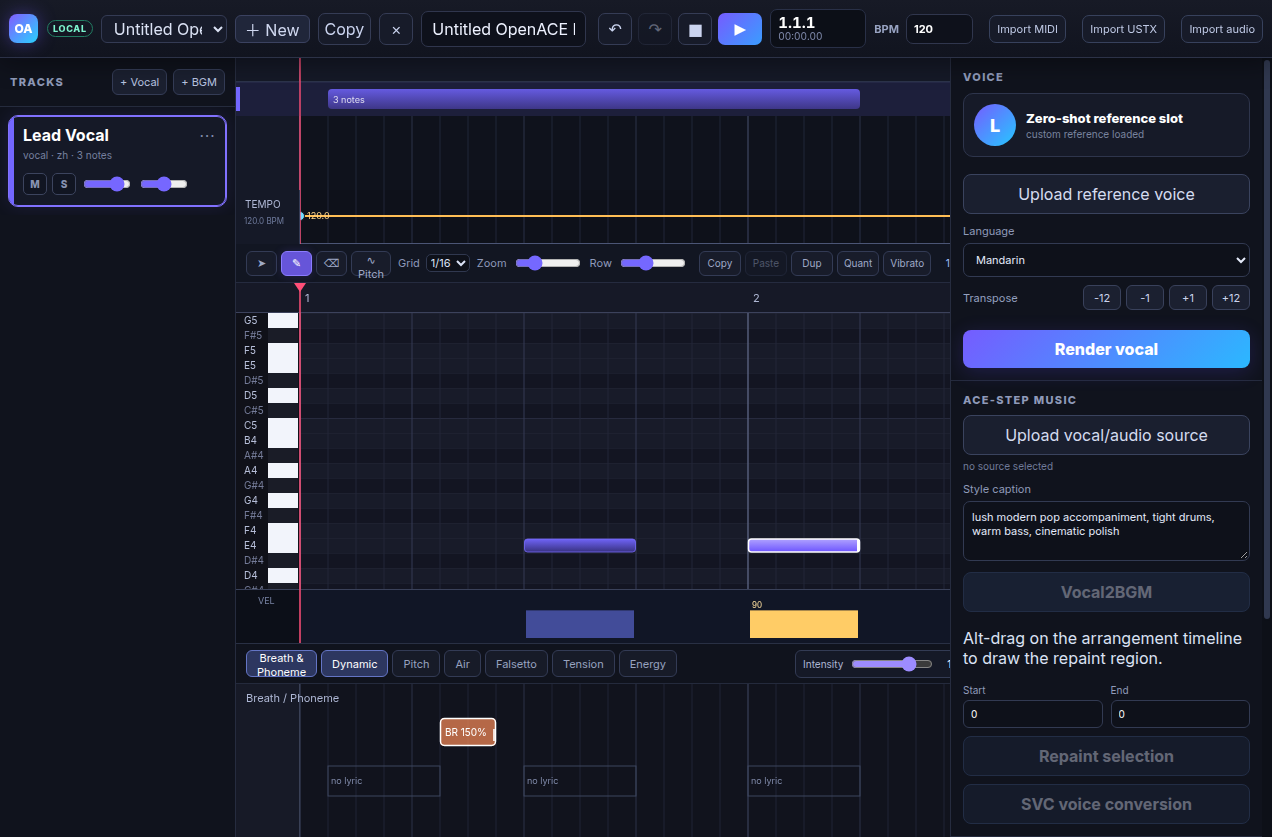 OA LOCAL Untitled Ope + New Copy × Untitled OpenACE 1.1.1 00:00.00 BPM 120 Import MIDI Import USTX Import audio
TRACKS + Vocal + BGM
Lead Vocal
vocal · zh · 3 notes
M S
3 notes
TEMPO
120.0 BPM
120.0
Pitch Grid 1/16 Zoom Row Copy Paste Dup Quant Vibrato 1
1 2
G5
F#5
F5
E5
D#5
D5
C#5
C5
B4
A#4
A4
G#4
G4
F#4
F4
E4
D#4
D4
VEL
90
Breath & Phoneme Dynamic Pitch Air Falsetto Tension Energy Intensity 1
Breath / Phoneme
BR 150%
no lyric no lyric no lyric
VOICE
L
Zero-shot reference slot
custom reference loaded
Upload reference voice
Language
Mandarin
Transpose -12 -1 +1 +12
Render vocal
ACE-STEP MUSIC
Upload vocal/audio source
no source selected
Style caption
lush modern pop accompaniment, tight drums,
warm bass, cinematic polish
Vocal2BGM
Alt-drag on the arrangement timeline
to draw the repaint region.
Start End
0 0
Repaint selection
SVC voice conversion